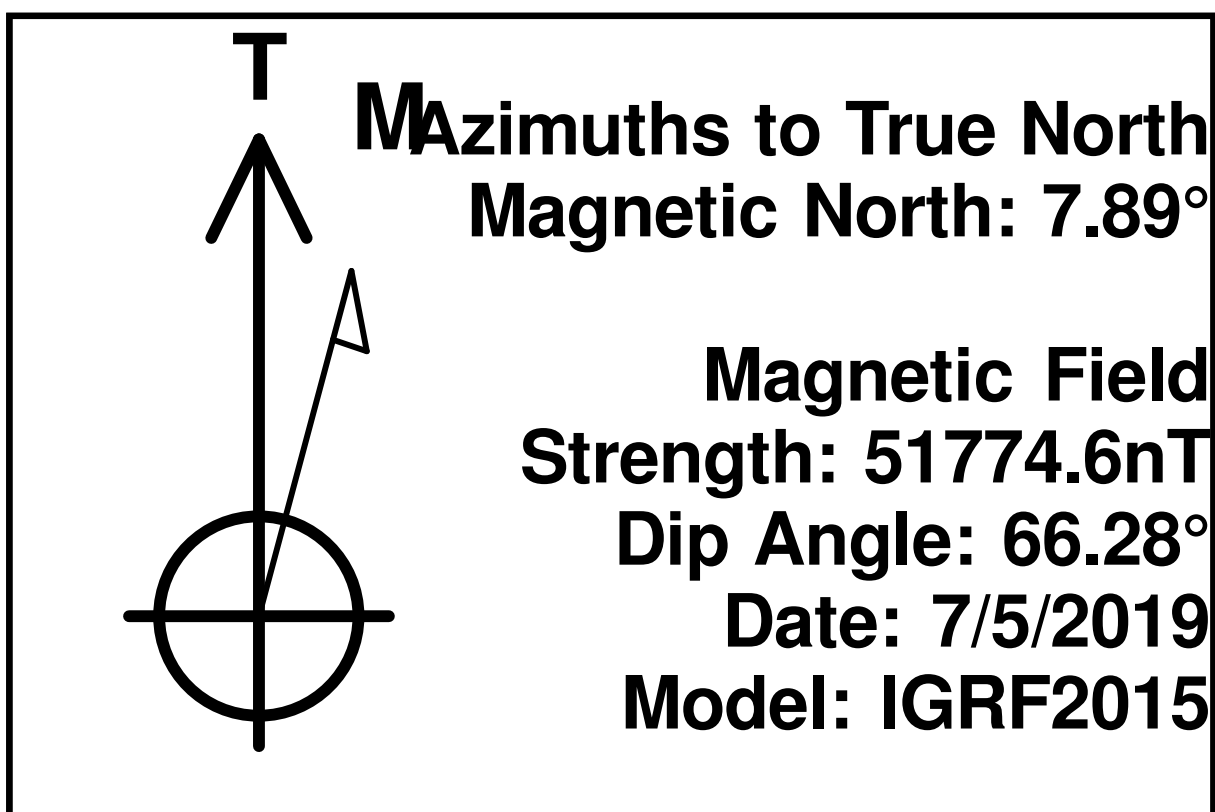 T
M
Azimuths to True North
Magnetic North: 7.89°
Magnetic Field
Strength: 51774.6nT
Dip Angle: 66.28°
Date: 7/5/2019
Model: IGRF2015